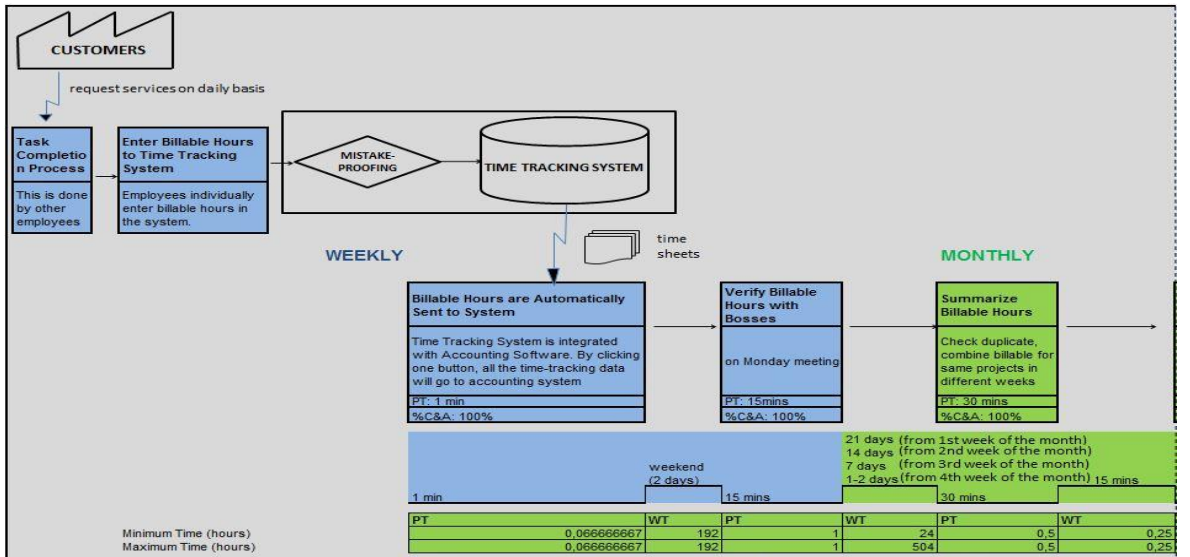 CUSTOMERS
request services on daily basis
Task
Completio
n Process
This is done
by other
employees
Enter Billable Hours
to Time Tracking
System
Employees individually
enter billable hours in
the system.
MISTAKE-
PROOFING
TIME TRACKING SYSTEM
time
sheets
WEEKLY
MONTHLY
Billable Hours are Automatically
Sent to System
Time Tracking System is integrated
with Accounting Software. By clicking
one button, all the time-tracking data
will go to accounting system
PT: 1 min
%C&A: 100%
Verify Billable
Hours with
Bosses
on Monday meeting
PT: 15mins
%C&A: 100%
Summarize
Billable Hours
Check duplicate,
combine billable for
same projects in
different weeks
PT: 30 mins
%C&A: 100%
1 min
weekend
(2 days)
15 mins
21 days (from 1st week of the month)
14 days (from 2nd week of the month)
7 days (from 3rd week of the month)
1-2 days (from 4th week of the month)
30 mins
15 mins
PT WT PT WT PT WT
Minimum Time (hours) 0,066666667 192 1 24 0,5 0,25
Maximum Time (hours) 0,066666667 192 1 504 0,5 0,25